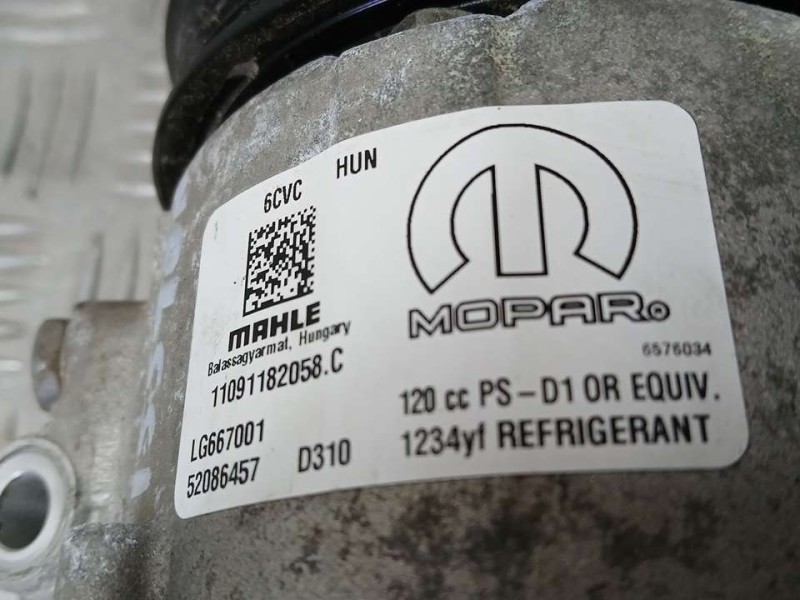 6CVC HUN
MAHLE
Balassagyarmat, Hungary
11091182058.C
LG667001
52086457 D310
MOPAR®
6576034
120 cc PS-D1 OR EQUIV.
1234yf REFRIGERANT